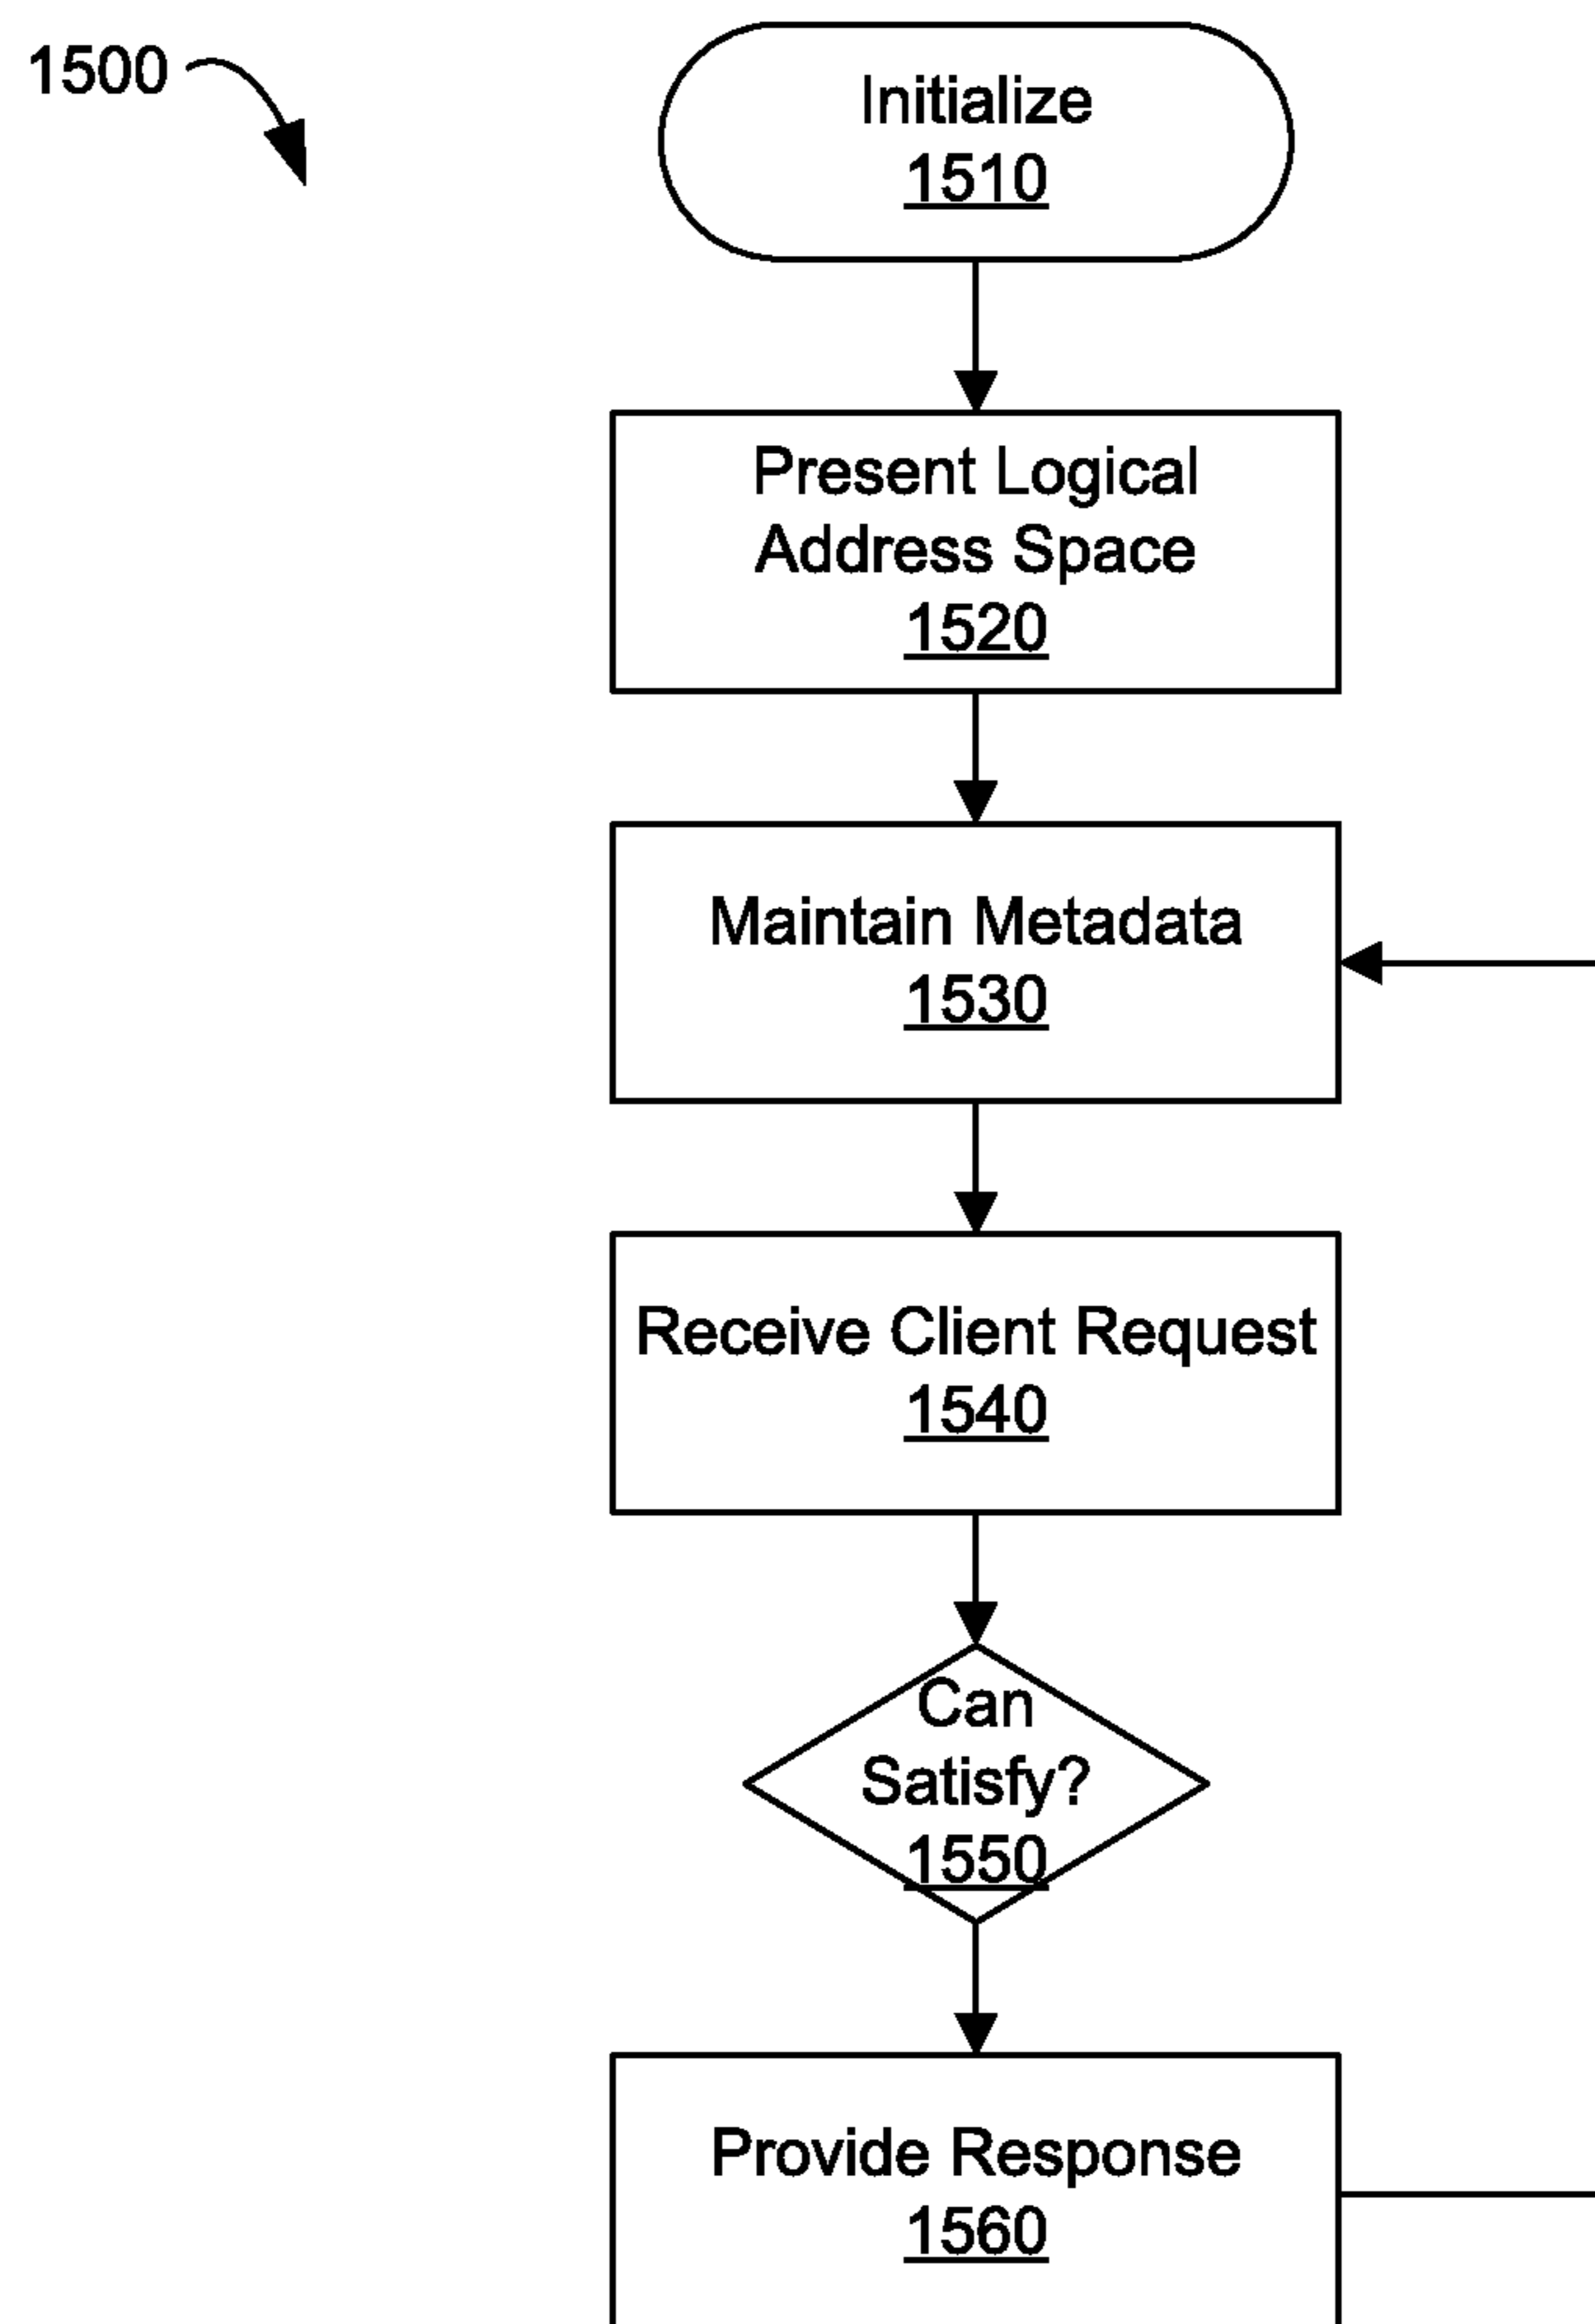 1500
Initialize
1510
Present Logical
Address Space
1520
Maintain Metadata
1530
Receive Client Request
1540
Can
Satisfy?
1550
Provide Response
1560